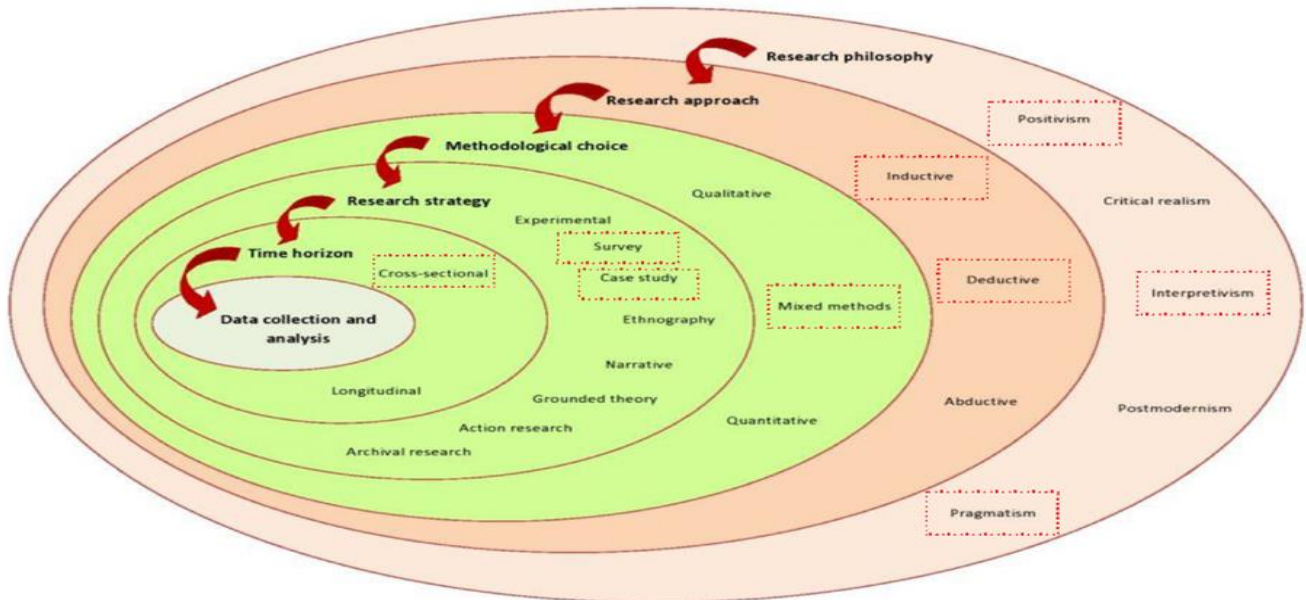 Research philosophy
Research approach
Positivism
Methodological choice
Inductive
Qualitative
Research strategy
Critical realism
Experimental
Survey
Time horizon
Cross-sectional
Case study
Deductive
Interpretivism
Mixed methods
Data collection and
analysis
Ethnography
Narrative
Longitudinal
Grounded theory
Abductive
Postmodernism
Quantitative
Action research
Archival research
Pragmatism